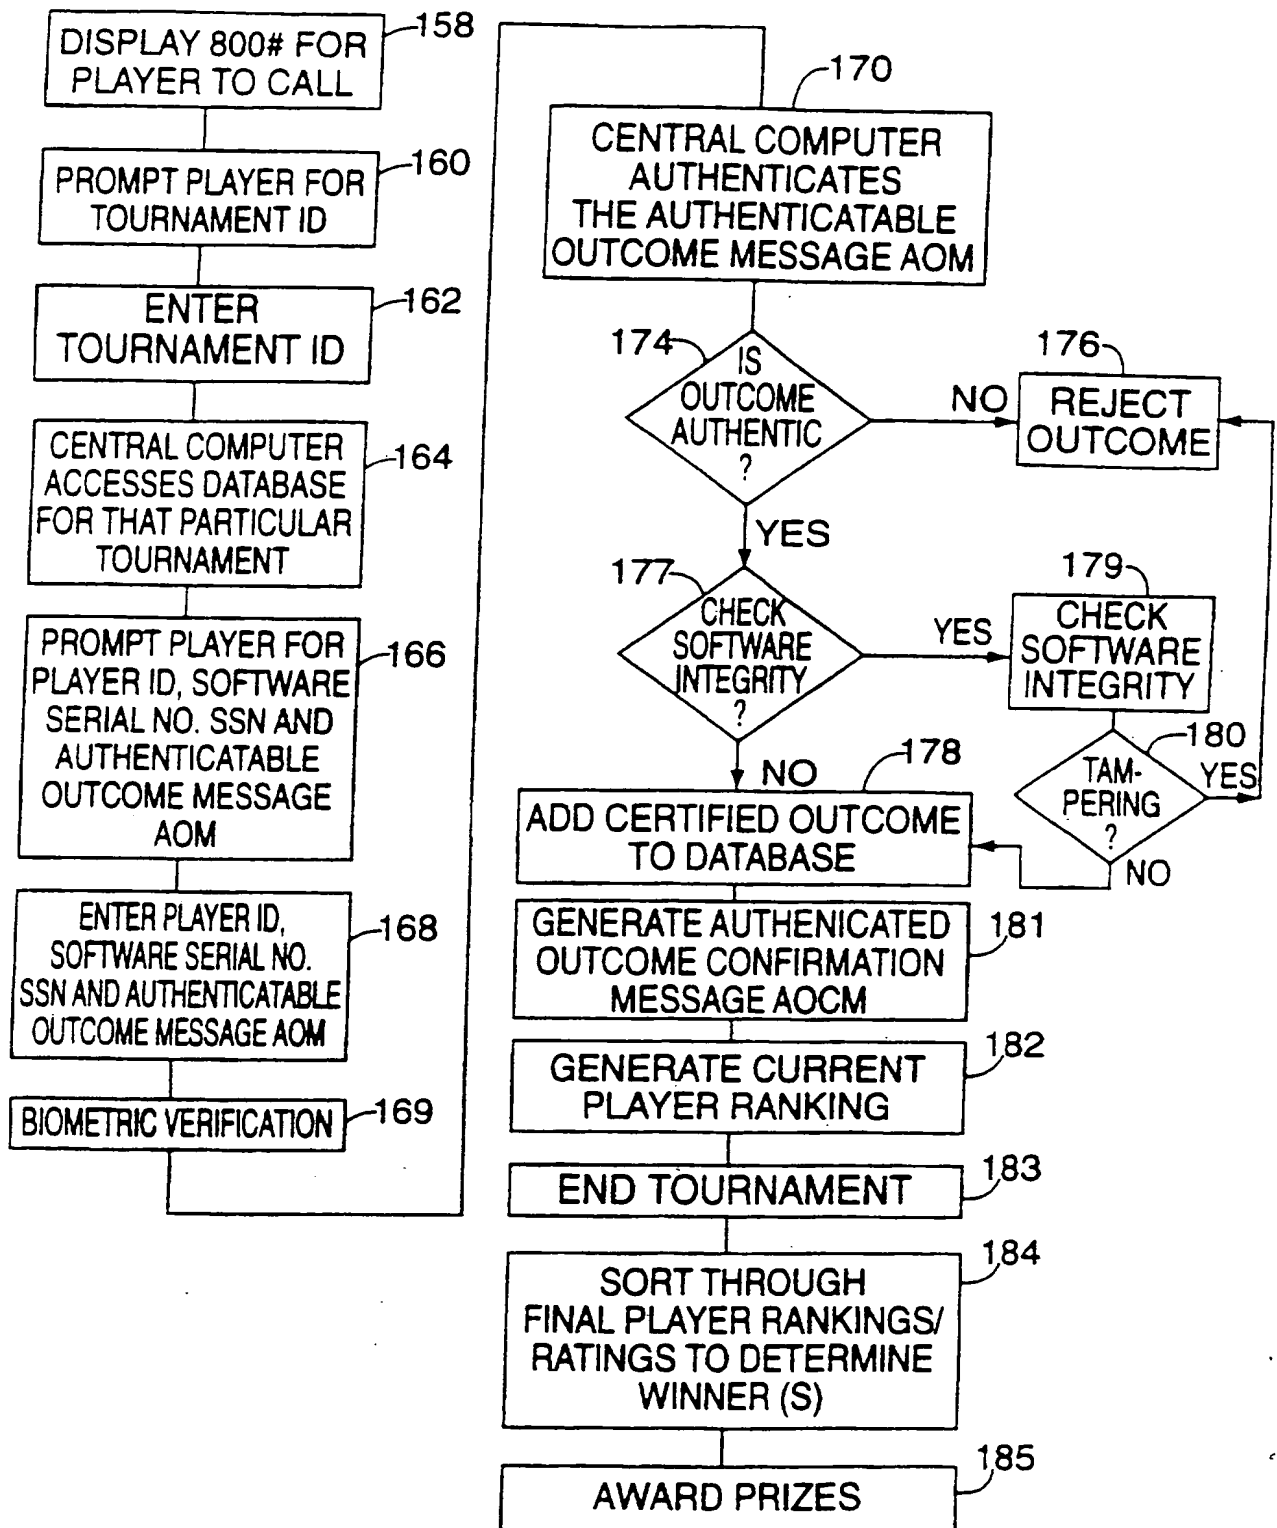 DISPLAY 800# FOR
PLAYER TO CALL
158
PROMPT PLAYER FOR
TOURNAMENT ID
160
ENTER
TOURNAMENT ID
162
CENTRAL COMPUTER
ACCESSES DATABASE
FOR THAT PARTICULAR
TOURNAMENT
164
PROMPT PLAYER FOR
PLAYER ID, SOFTWARE
SERIAL NO. SSN AND
AUTHENTICATABLE
OUTCOME MESSAGE
AOM
166
ENTER PLAYER ID,
SOFTWARE SERIAL NO.
SSN AND AUTHENTICATABLE
OUTCOME MESSAGE AOM
168
BIOMETRIC VERIFICATION
169
170
CENTRAL COMPUTER
AUTHENTICATES
THE AUTHENTICATABLE
OUTCOME MESSAGE AOM
174
IS
OUTCOME
AUTHENTIC
?
NO
176
REJECT
OUTCOME
YES
177
CHECK
SOFTWARE
INTEGRITY
?
YES
179
CHECK
SOFTWARE
INTEGRITY
180
TAM-
PERING
?
YES
NO
NO
178
ADD CERTIFIED OUTCOME
TO DATABASE
GENERATE AUTHENICATED
OUTCOME CONFIRMATION
MESSAGE AOCM
181
GENERATE CURRENT
PLAYER RANKING
182
END TOURNAMENT
183
SORT THROUGH
FINAL PLAYER RANKINGS/
RATINGS TO DETERMINE
WINNER (S)
184
AWARD PRIZES
185